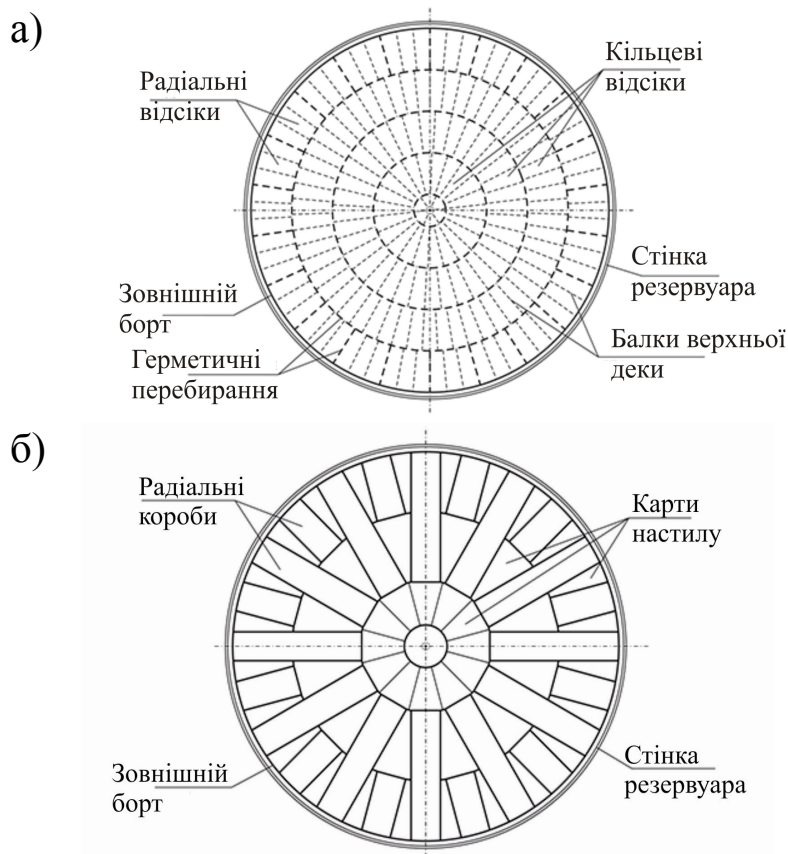 а)
Кільцеві
відсіки
Радіальні
відсіки
Стінка
резервуара
Зовнішній
борт
Балки верхньої
деки
Герметичні
перебирання
б)
Радіальні
короби
Карти
настилу
Зовнішній
борт
Стінка
резервуара